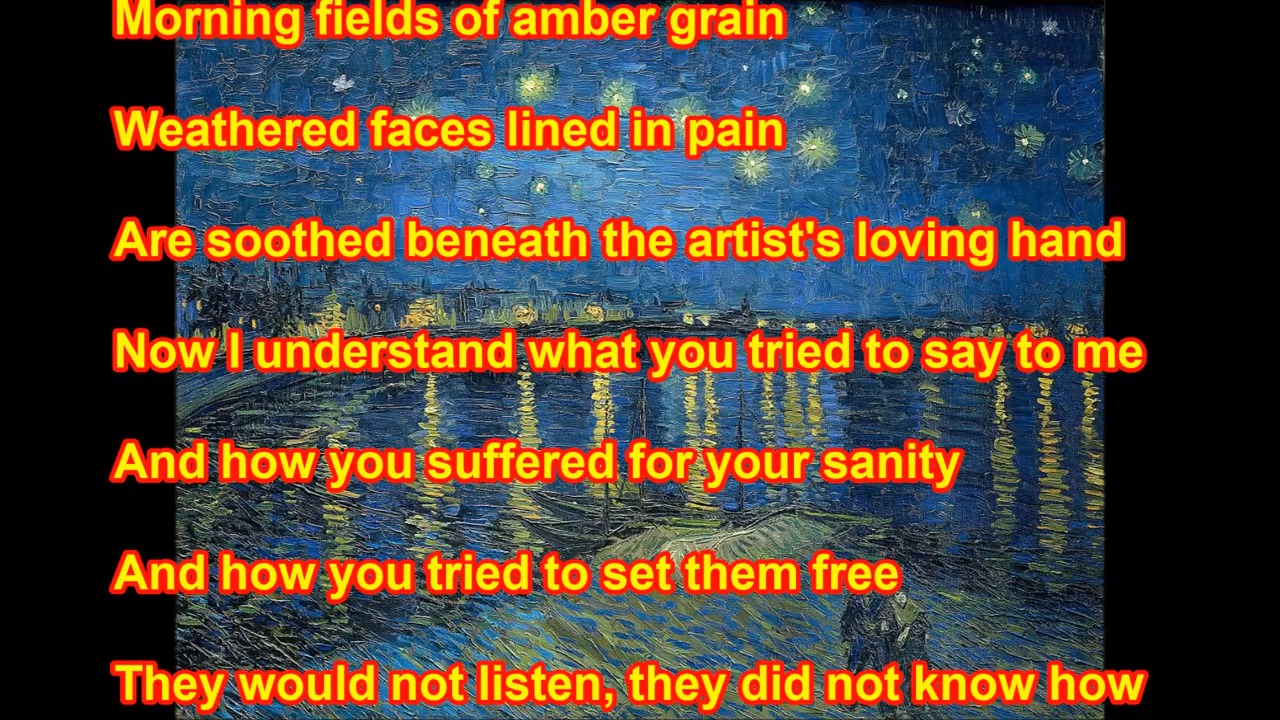 Morning fields of amber grain
Weathered faces lined in pain
Are soothed beneath the artist's loving hand
Now I understand what you tried to say to me
And how you suffered for your sanity
And how you tried to set them free
They would not listen, they did not know how